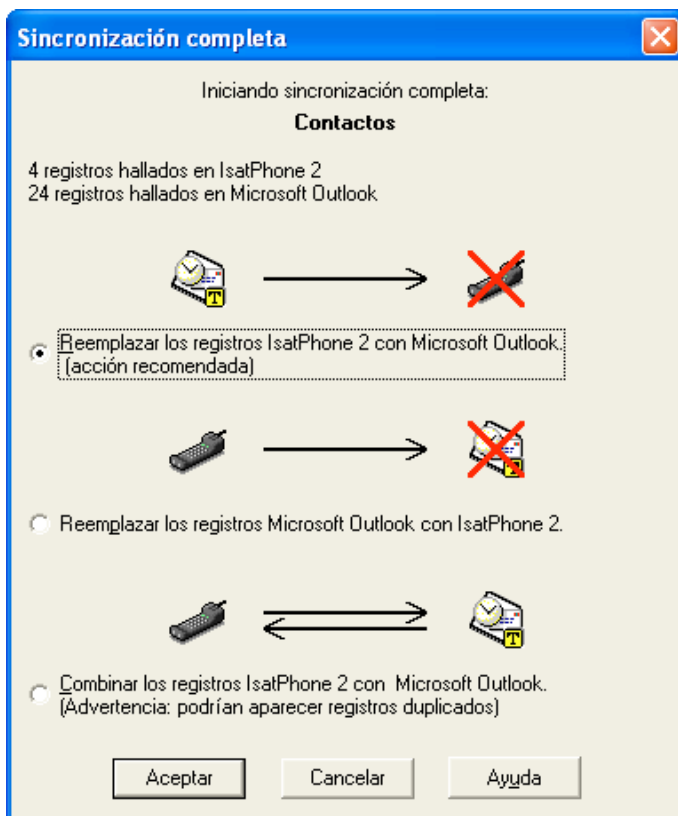 Sincronización completa
Iniciando sincronización completa:
Contactos
4 registros hallados en IsatPhone 2
24 registros hallados en Microsoft Outlook
T
Reemplazar los registros IsatPhone 2 con Microsoft Outlook.
(acción recomendada)
T
Reemplazar los registros Microsoft Outlook con IsatPhone 2.
T
Combinar los registros IsatPhone 2 con Microsoft Outlook.
(Advertencia: podrían aparecer registros duplicados)
Aceptar Cancelar Ayuda